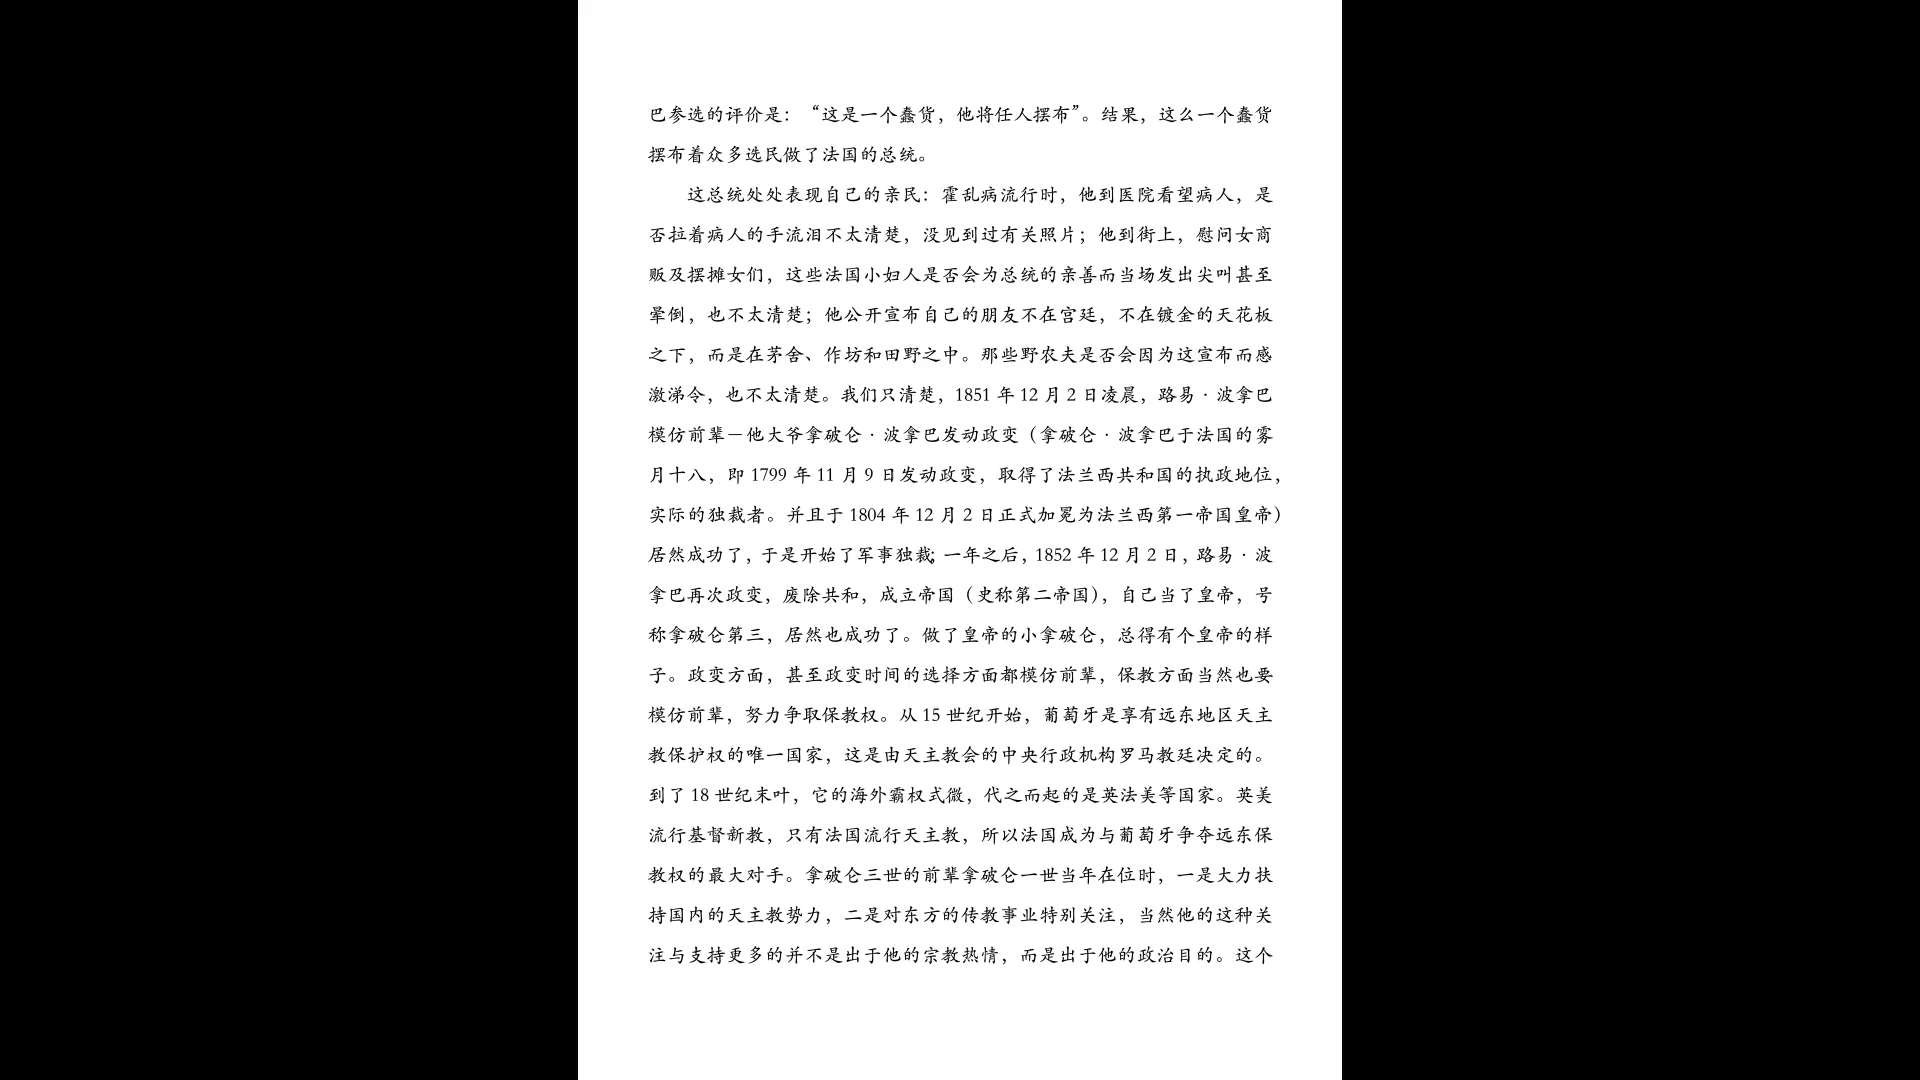 巴参选的评价是：“这是一个蠢货，他将任人摆布”。结果，这么一个蠢货
摆布着众多选民做了法国的总统。
这总统处处表现自己的亲民：霍乱病流行时，他到医院看望病人，是
否拉着病人的手流泪不太清楚，没见到过有关照片；他到街上，慰问女商
贩及摆摊女们，这些法国小妇人是否会为总统的亲善而当场发出尖叫甚至
晕倒，也不太清楚；他公开宣布自己的朋友不在宫廷，不在镀金的天花板
之下，而是在茅舍、作坊和田野之中。那些野农夫是否会因为这宣布而感
激涕令，也不太清楚。我们只清楚，1851 年 12 月 2 日凌晨，路易·波拿巴
模仿前辈－他大爷拿破仑·波拿巴发动政变（拿破仑·波拿巴于法国的雾
月十八，即 1799 年 11 月 9 日发动政变，取得了法兰西共和国的执政地位，
实际的独裁者。并且于 1804 年 12 月 2 日正式加冕为法兰西第一帝国皇帝）
居然成功了，于是开始了军事独裁；一年之后，1852 年 12 月 2 日，路易·波
拿巴再次政变，废除共和，成立帝国（史称第二帝国），自己当了皇帝，号
称拿破仑第三，居然也成功了。做了皇帝的小拿破仑，总得有个皇帝的样
子。政变方面，甚至政变时间的选择方面都模仿前辈，保教方面当然也要
模仿前辈，努力争取保教权。从 15 世纪开始，葡萄牙是享有远东地区天主
教保护权的唯一国家，这是由天主教会的中央行政机构罗马教廷决定的。
到了 18 世纪末叶，它的海外霸权式微，代之而起的是英法美等国家。英美
流行基督新教，只有法国流行天主教，所以法国成为与葡萄牙争夺远东保
教权的最大对手。拿破仑三世的前辈拿破仑一世当年在位时，一是大力扶
持国内的天主教势力，二是对东方的传教事业特别关注，当然他的这种关
注与支持更多的并不是出于他的宗教热情，而是出于他的政治目的。这个